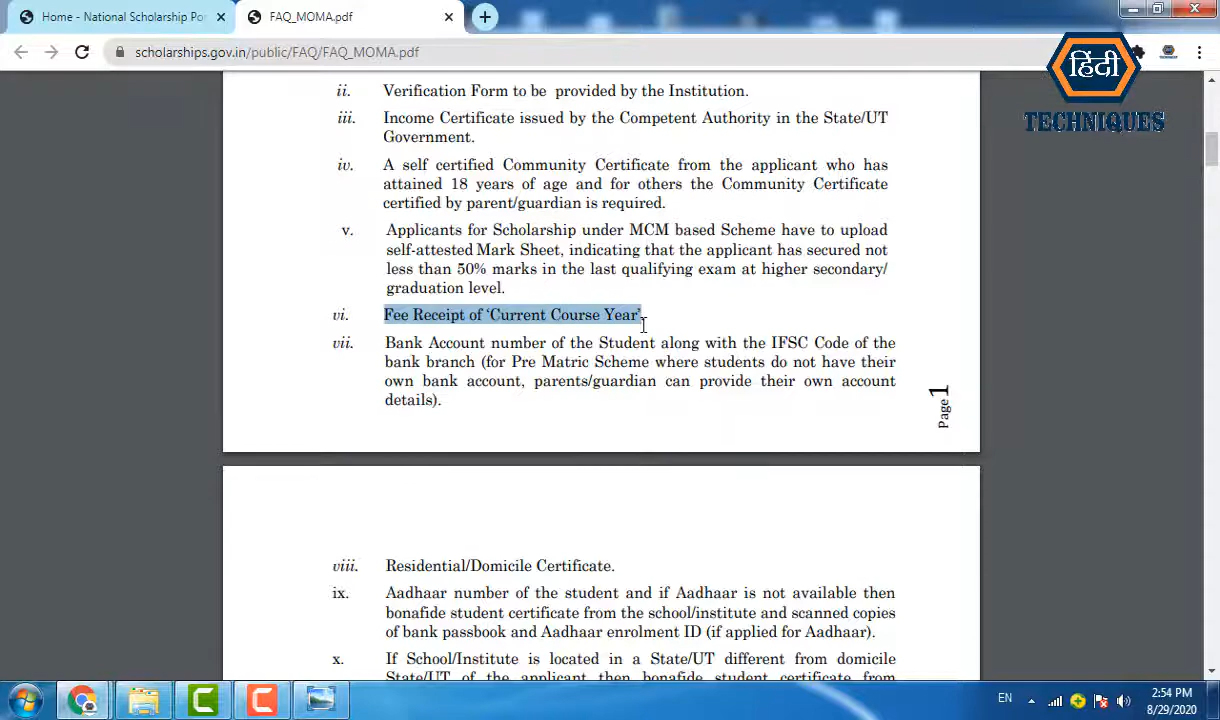 Home - National Scholarship Po
FAQ_MOMA.pdf
scholarships.gov.in/public/FAQ/FAQ_MOMA.pdf
हिंदी
TECHNIQUES
ii. Verification Form to be provided by the Institution.
iii. Income Certificate issued by the Competent Authority in the State/UT
Government.
iv. A self certified Community Certificate from the applicant who has
attained 18 years of age and for others the Community Certificate
certified by parent/guardian is required.
v. Applicants for Scholarship under MCM based Scheme have to upload
self-attested Mark Sheet, indicating that the applicant has secured not
less than 50% marks in the last qualifying exam at higher secondary/
graduation level.
vi. Fee Receipt of ‘Current Course Year’
vii. Bank Account number of the Student along with the IFSC Code of the
bank branch (for Pre Matric Scheme where students do not have their
own bank account, parents/guardian can provide their own account
details).
Page 1
viii. Residential/Domicile Certificate.
ix. Aadhaar number of the student and if Aadhaar is not available then
bonafide student certificate from the school/institute and scanned copies
of bank passbook and Aadhaar enrolment ID (if applied for Aadhaar).
x. If School/Institute is located in a State/UT different from domicile
State/UT of the applicant then bonafide student certificate from
EN
2:54 PM
8/29/2020